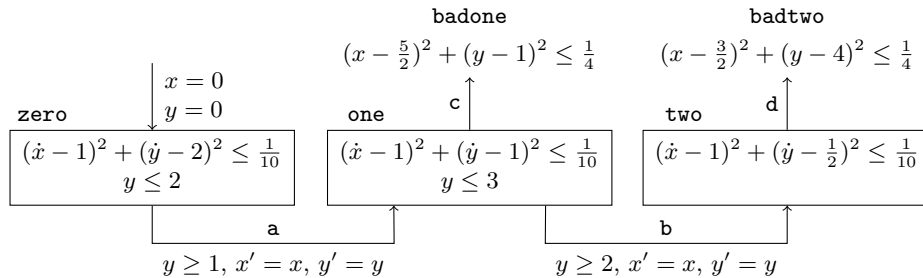 badone
badtwo
(x − 5/2)² + (y − 1)² ≤ 1/4
(x − 3/2)² + (y − 4)² ≤ 1/4
x = 0
y = 0
c
d
zero
one
two
(ẋ − 1)² + (ẏ − 2)² ≤ 1/10
y ≤ 2
(ẋ − 1)² + (ẏ − 1)² ≤ 1/10
y ≤ 3
(ẋ − 1)² + (ẏ − 1/2)² ≤ 1/10
a
b
y ≥ 1, x′ = x, y′ = y
y ≥ 2, x′ = x, y′ = y